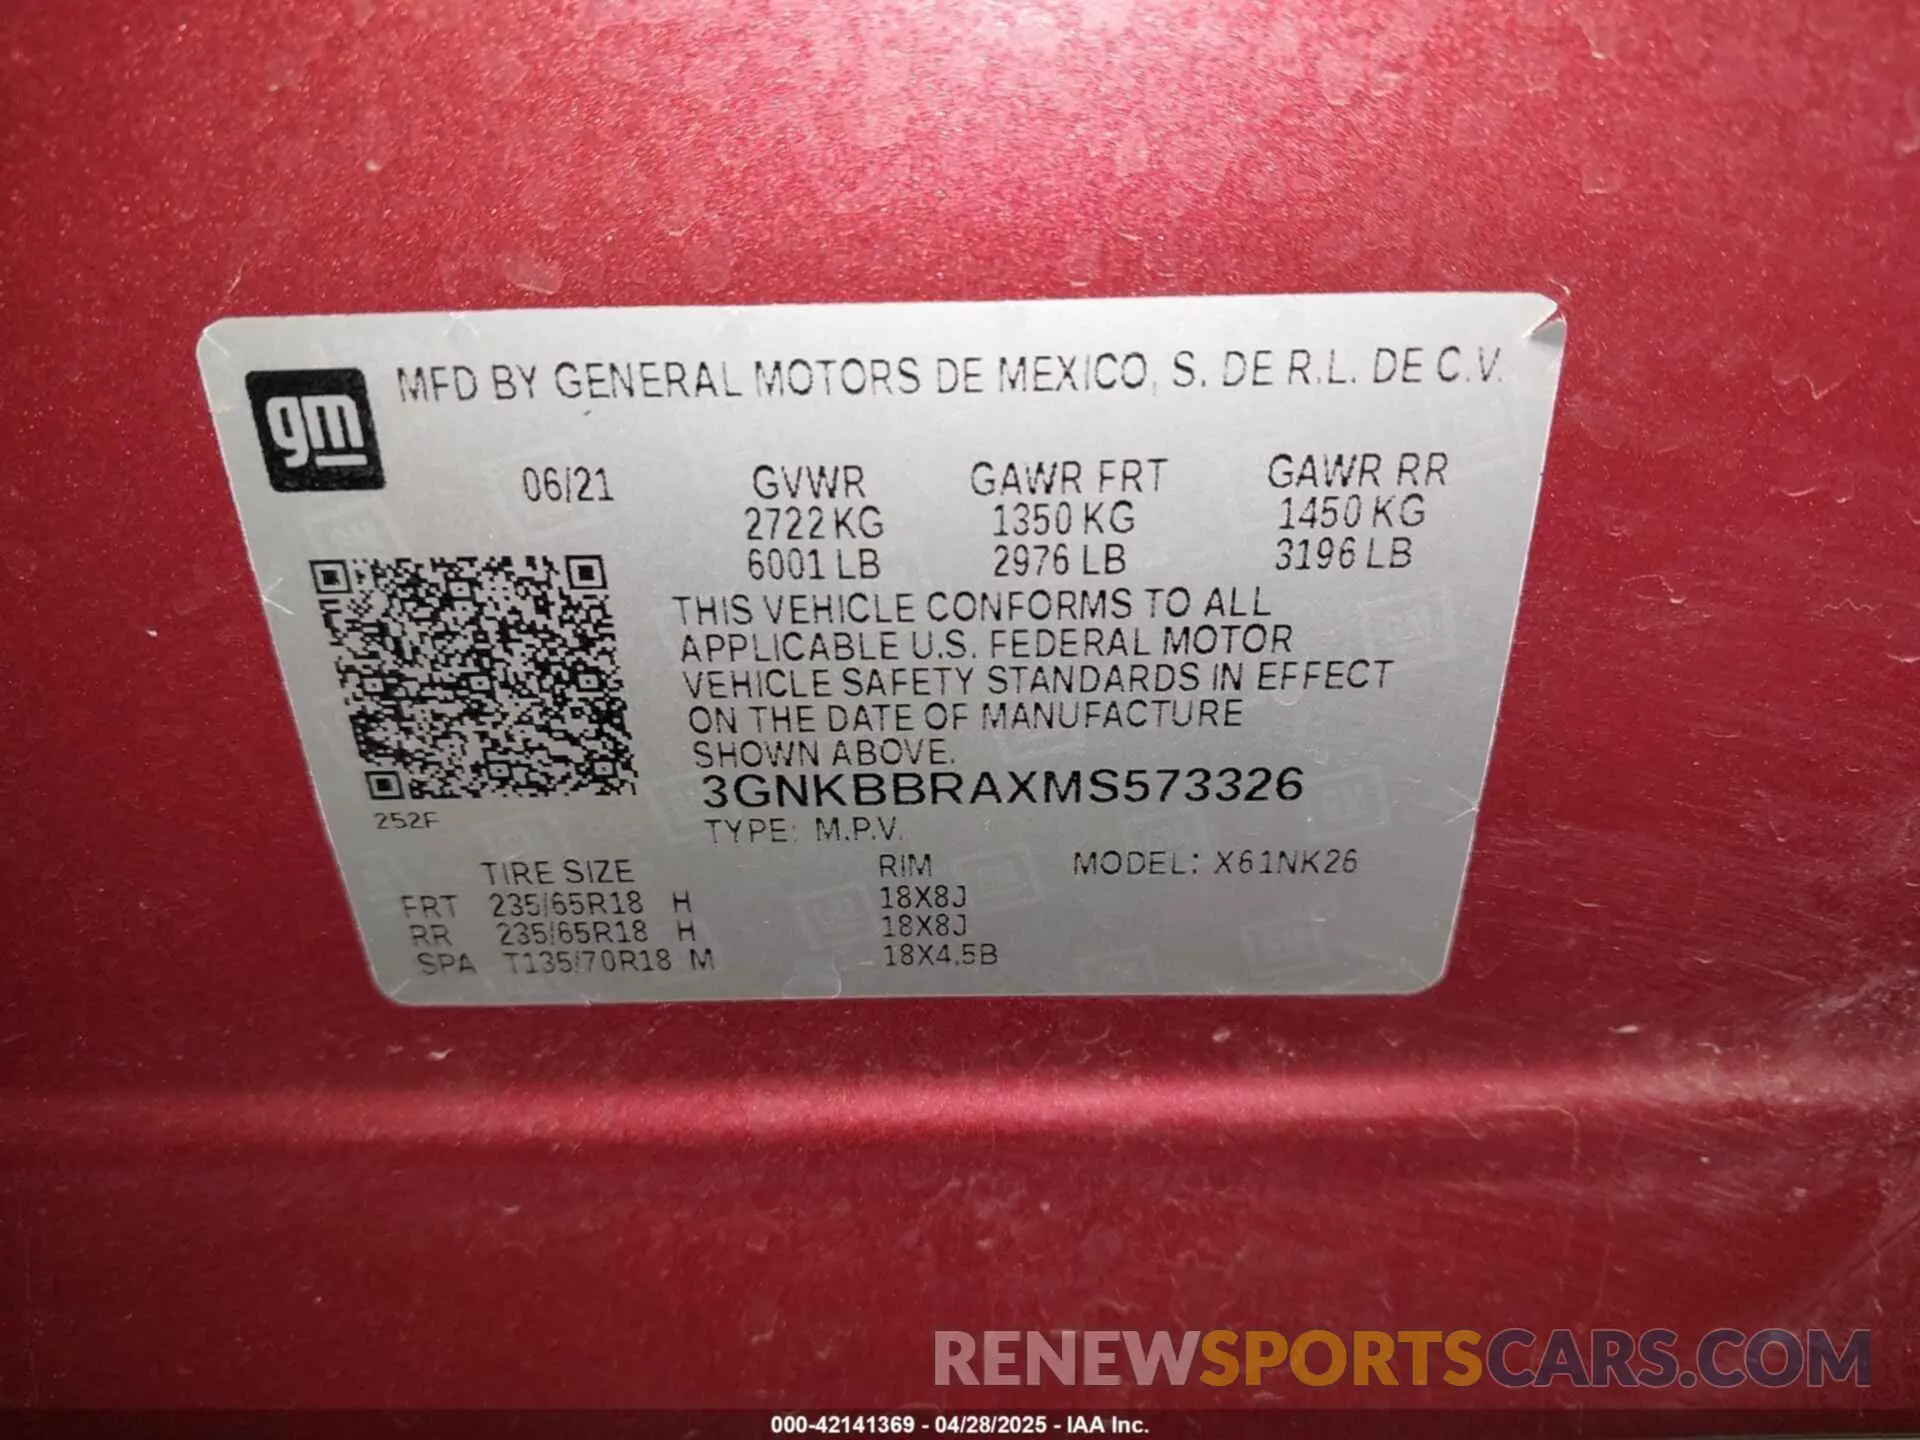 MFD BY GENERAL MOTORS DE MEXICO, S. DE R.L. DE C.V.
gm
06/21 GVWR GAWR FRT GAWR RR
2722 KG 1350 KG 1450 KG
6001 LB 2976 LB 3196 LB
THIS VEHICLE CONFORMS TO ALL
APPLICABLE U.S. FEDERAL MOTOR
VEHICLE SAFETY STANDARDS IN EFFECT
ON THE DATE OF MANUFACTURE
SHOWN ABOVE.
3GNKBBRAXMS573326
252F
TYPE: M.P.V.
TIRE SIZE RIM MODEL: X61NK26
FRT 235/65R18 H 18X8J
RR 235/65R18 H 18X8J
SPA T135/70R18 M 18X4.5B
RENEWSPORTSCARS.COM
000-42141369 - 04/28/2025 - IAA Inc.